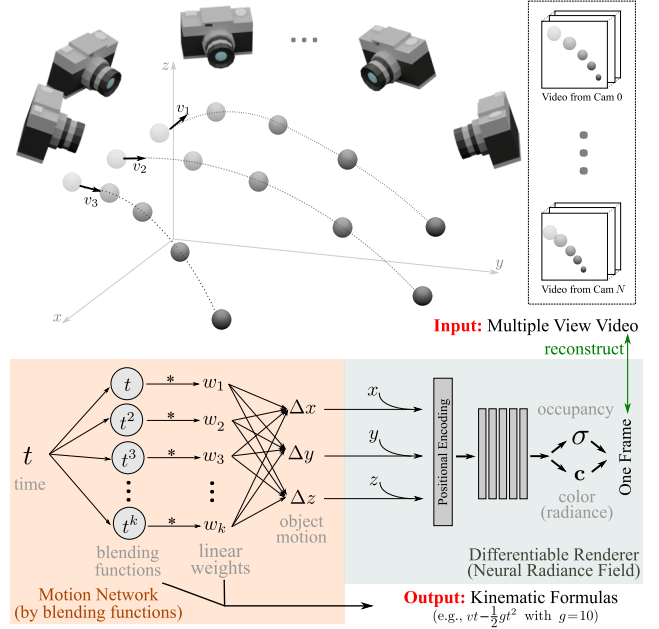 z
v₁
v₂
v₃
x
y
Video from Cam 0
Video from Cam N
Input: Multiple View Video
reconstruct
t
time
t
t²
t³
tᵏ
*
*
*
*
w₁
w₂
w₃
wₖ
Δx
Δy
Δz
object
motion
blending
functions
linear
weights
Motion Network
(by blending functions)
x
y
z
Positional Encoding
occupancy
σ
c
color
(radiance)
One Frame
Differentiable Renderer
(Neural Radiance Field)
Output: Kinematic Formulas
(e.g., vt−½gt² with g=10)